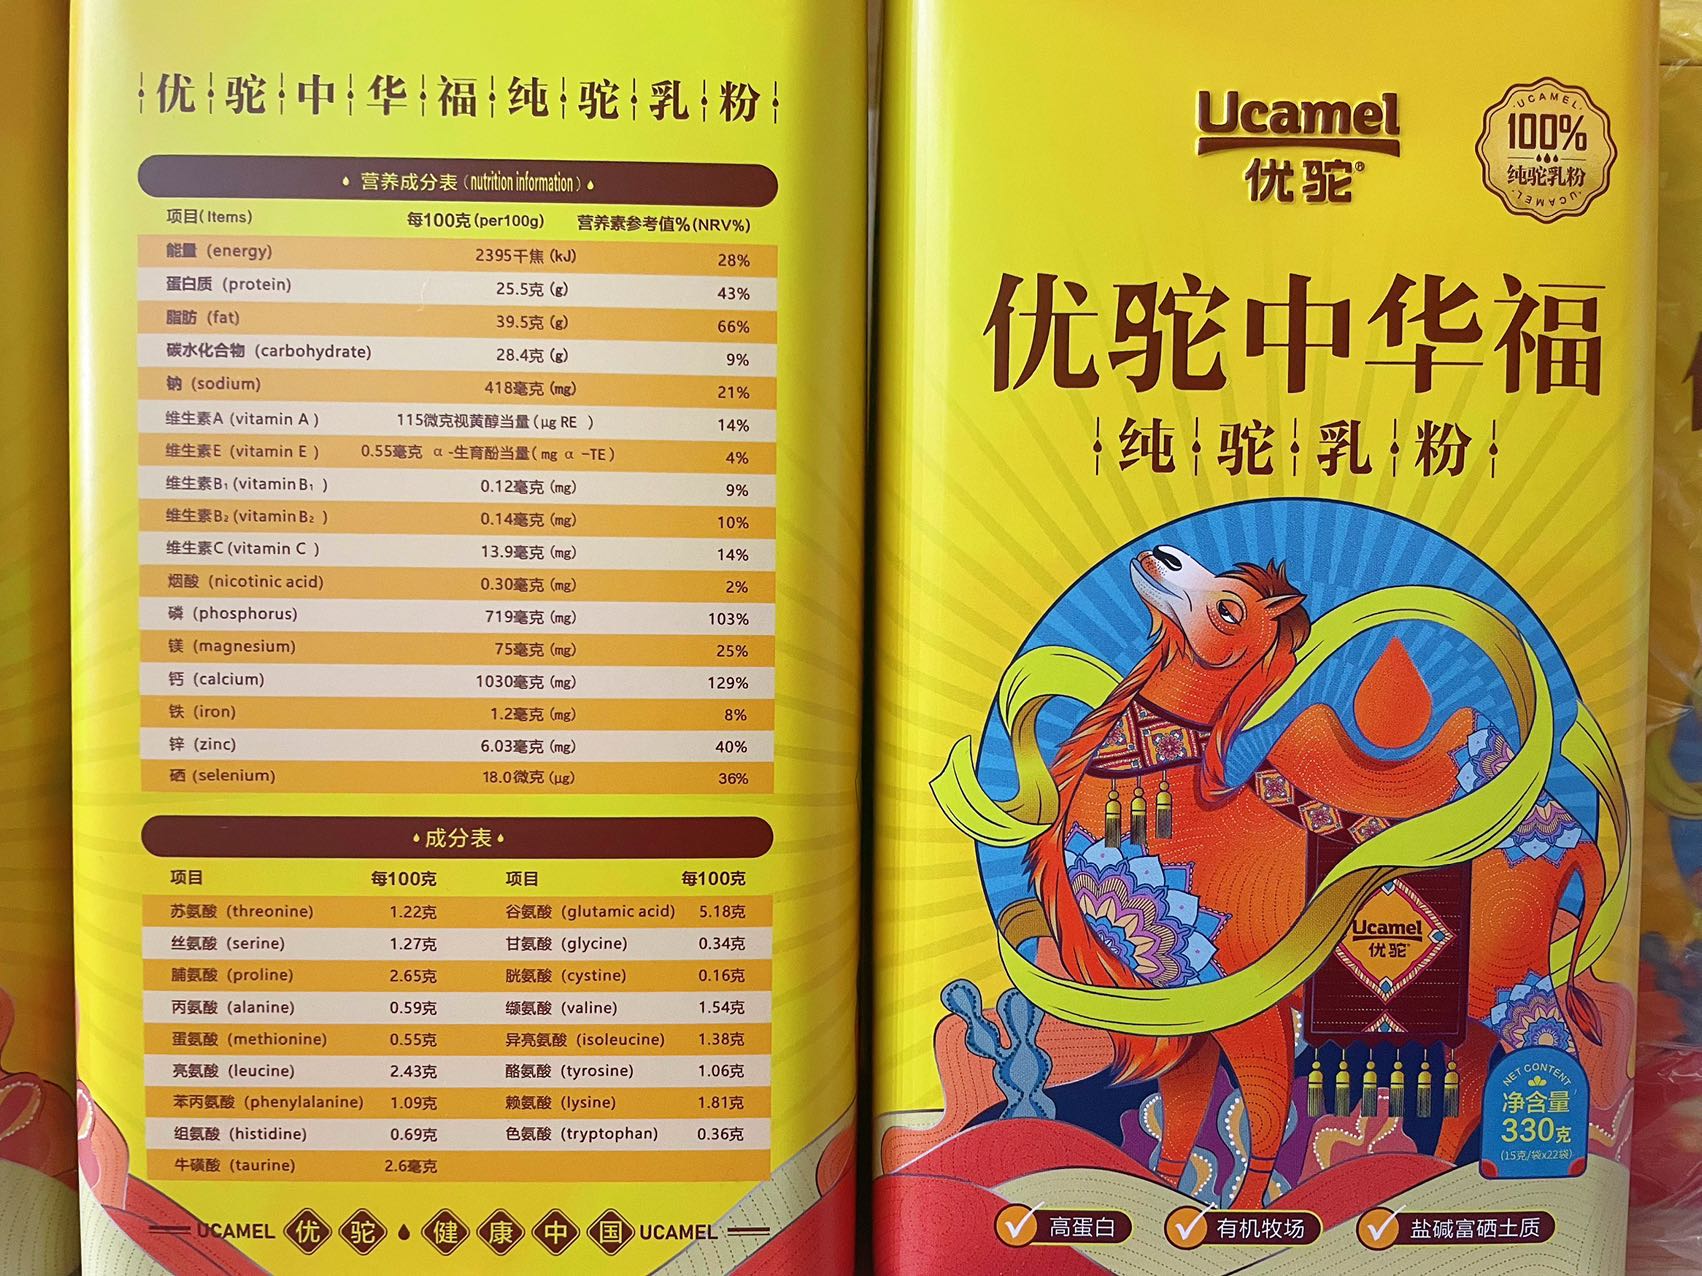 优驼中华福纯驼乳粉
营养成分表(nutrition information)
项目(Items) 每100克(per100g) 营养素参考值%(NRV%)
能量 (energy) 2395千焦 (kJ) 28%
蛋白质 (protein) 25.5克 (g) 43%
脂肪 (fat) 39.5克 (g) 66%
碳水化合物 (carbohydrate) 28.4克 (g) 9%
钠 (sodium) 418毫克 (mg) 21%
维生素A (vitamin A ) 115微克视黄醇当量(μg RE ) 14%
维生素E (vitamin E ) 0.55毫克 α-生育酚当量(mg α-TE) 4%
维生素B₁ (vitamin B₁ ) 0.12毫克 (mg) 9%
维生素B₂ (vitamin B₂ ) 0.14毫克 (mg) 10%
维生素C (vitamin C ) 13.9毫克 (mg) 14%
烟酸 (nicotinic acid) 0.30毫克 (mg) 2%
磷 (phosphorus) 719毫克 (mg) 103%
镁 (magnesium) 75毫克 (mg) 25%
钙 (calcium) 1030毫克 (mg) 129%
铁 (iron) 1.2毫克 (mg) 8%
锌 (zinc) 6.03毫克 (mg) 40%
硒 (selenium) 18.0微克 (μg) 36%
成分表
项目 每100克 项目 每100克
苏氨酸 (threonine) 1.22克 谷氨酸 (glutamic acid) 5.18克
丝氨酸 (serine) 1.27克 甘氨酸 (glycine) 0.34克
脯氨酸 (proline) 2.65克 胱氨酸 (cystine) 0.16克
丙氨酸 (alanine) 0.59克 缬氨酸 (valine) 1.54克
蛋氨酸 (methionine) 0.55克 异亮氨酸 (isoleucine) 1.38克
亮氨酸 (leucine) 2.43克 酪氨酸 (tyrosine) 1.06克
苯丙氨酸 (phenylalanine) 1.09克 赖氨酸 (lysine) 1.81克
组氨酸 (histidine) 0.69克 色氨酸 (tryptophan) 0.36克
牛磺酸 (taurine) 2.6毫克
UCAMEL 优驼 健康中国 UCAMEL
Ucamel
优驼®
UCAMEL
100%
纯驼乳粉
UCAMEL
优驼中华福
纯驼乳粉
Ucamel
优驼
NET CONTENT
净含量
330克
(15克/袋x22袋)
高蛋白 有机牧场 盐碱富硒土质